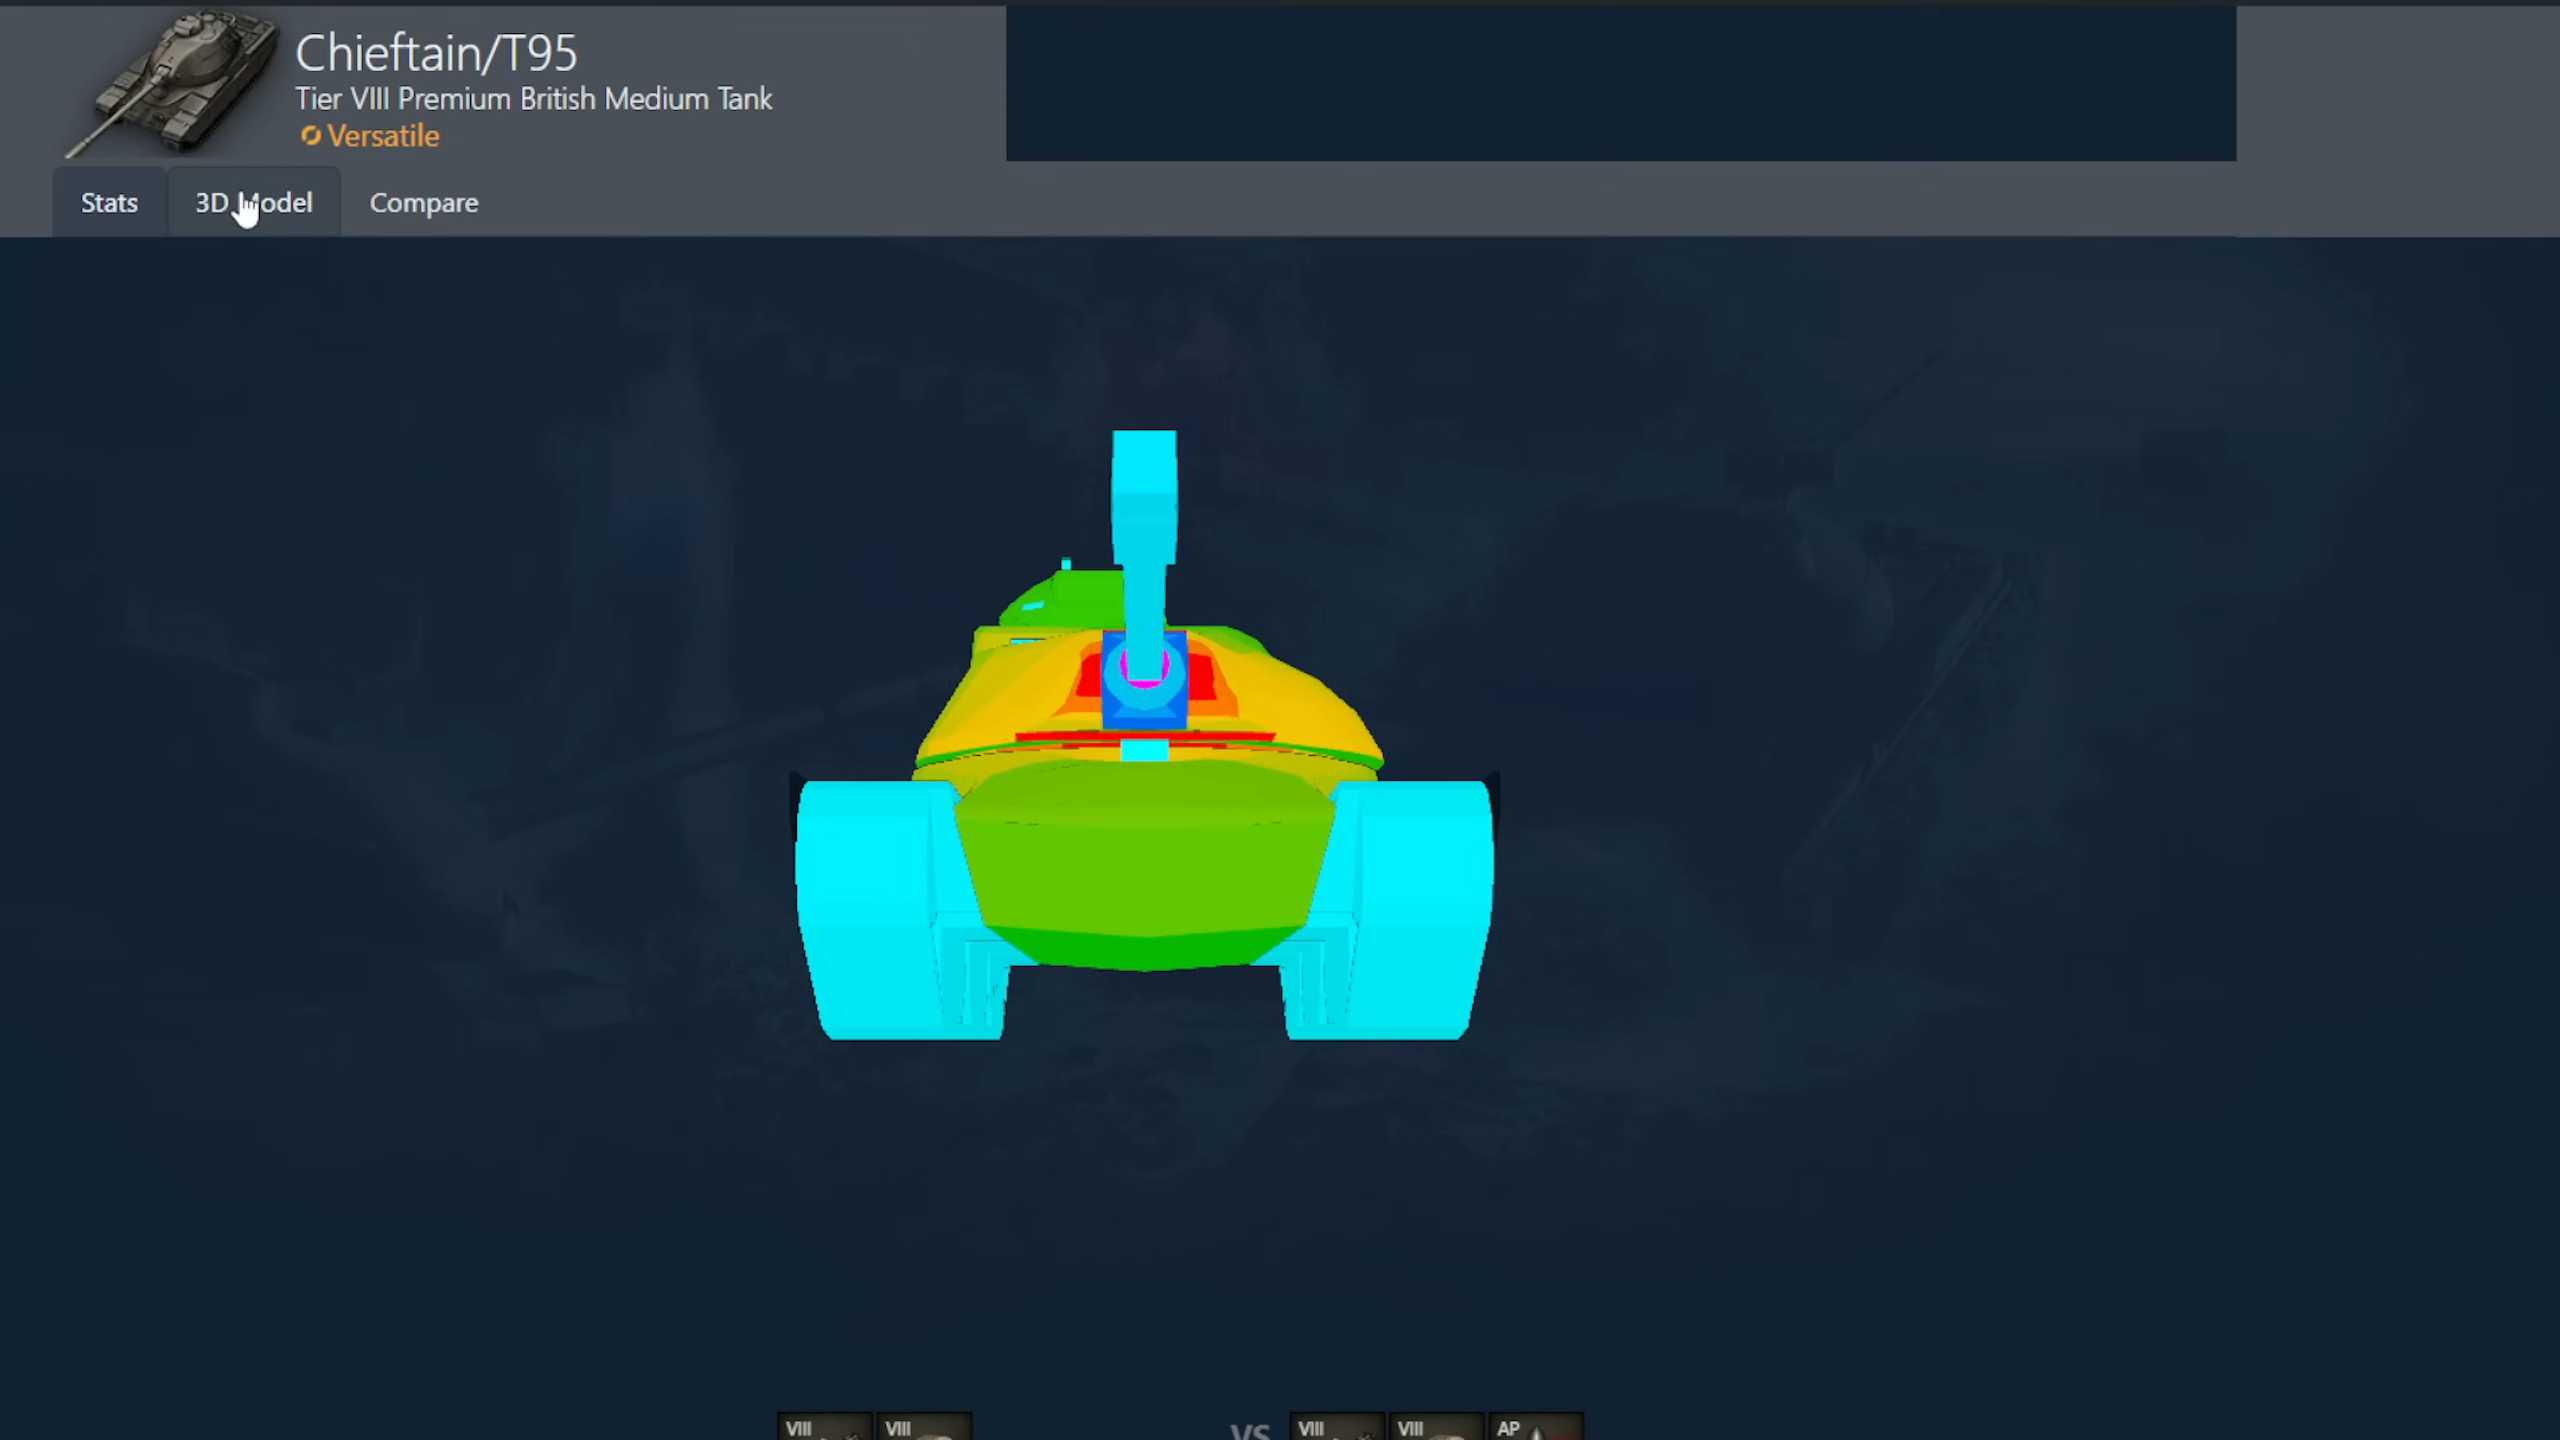 Chieftain/T95
Tier VIII Premium British Medium Tank
Versatile
Stats 3D Model Compare
VIII VIII VS VIII VIII AP